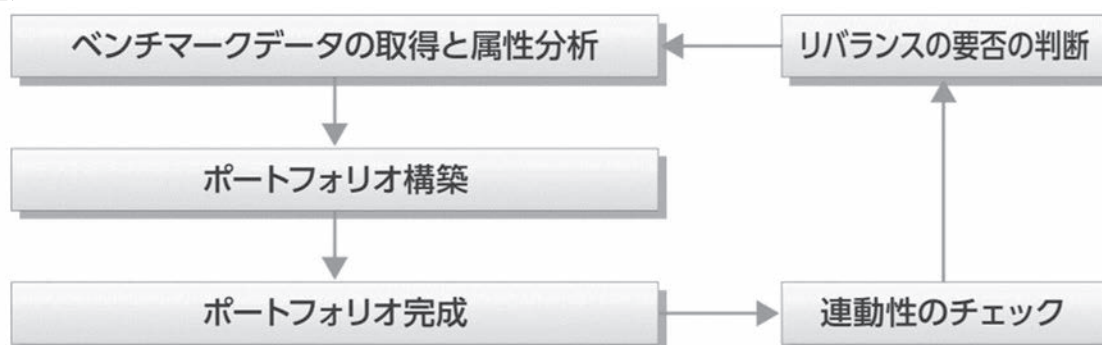 ベンチマークデータの取得と属性分析
リバランスの要否の判断
ポートフォリオ構築
ポートフォリオ完成
連動性のチェック